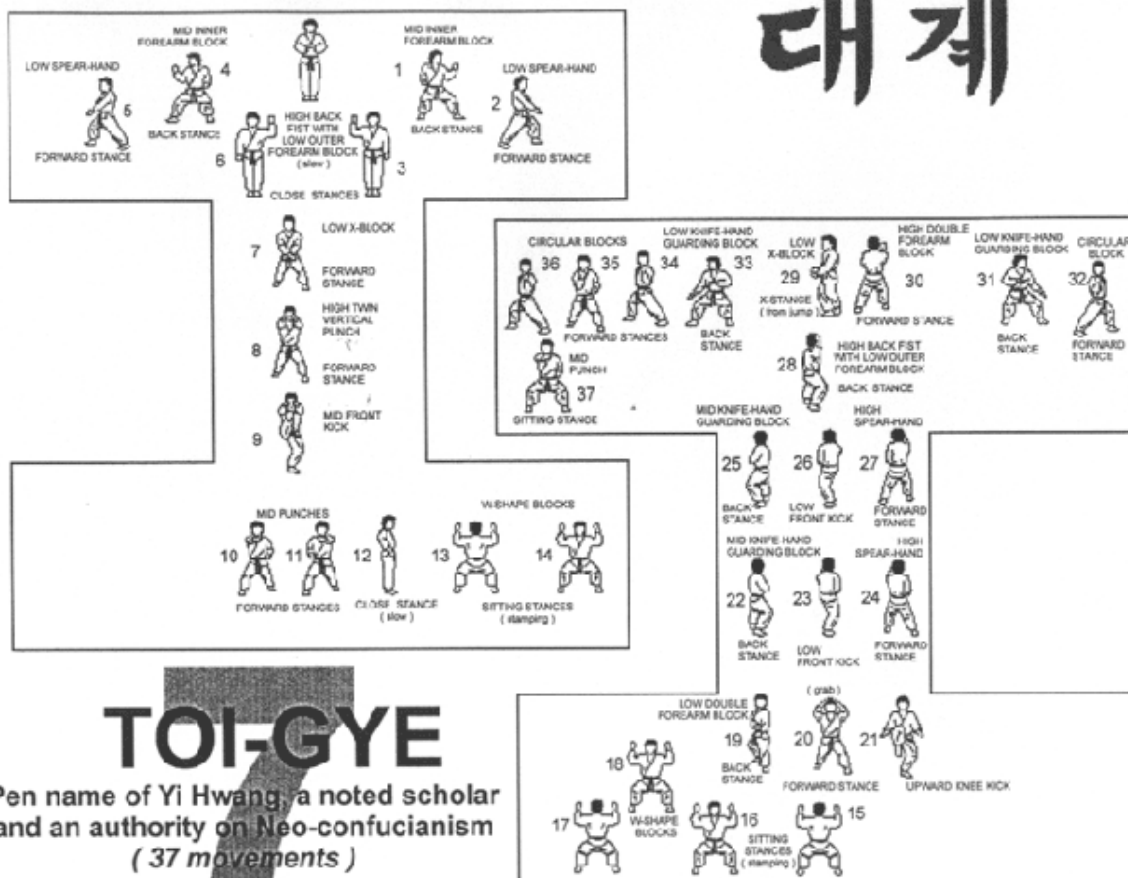 대계
MID INNER
FOREARM BLOCK
4
BACK STANCE
LOW SPEAR-HAND
5
FORWARD STANCE
MID INNER
FOREARM BLOCK
1
BACK STANCE
LOW SPEAR-HAND
2
FORWARD STANCE
6
HIGH BACK
FIST WITH
LOW OUTER
FOREARM BLOCK
( slow )
3
CLOSE STANCES
7
LOW X-BLOCK
FORWARD
STANCE
8
HIGH TWIN
VERTICAL
PUNCH
FORWARD
STANCE
9
MID FRONT
KICK
MID PUNCHES
10
11
FORWARD STANCES
12
CLOSE STANCE
( slow )
W-SHAPE BLOCKS
13
14
SITTING STANCES
( stamping )
CIRCULAR BLOCKS
36
35
34
FORWARD STANCES
LOW KNIFE-HAND
GUARDING BLOCK
33
BACK
STANCE
LOW
X-BLOCK
29
X-STANCE
( from jump )
HIGH DOUBLE
FOREARM
BLOCK
30
FORWARD STANCE
LOW KNIFE-HAND
GUARDING BLOCK
31
BACK
STANCE
CIRCULAR
BLOCK
32
FORWARD
STANCE
MID
PUNCH
37
SITTING STANCE
28
HIGH BACK FIST
WITH LOW OUTER
FOREARM BLOCK
BACK STANCE
MID KNIFE-HAND
GUARDING BLOCK
25
BACK
STANCE
26
LOW
FRONT KICK
HIGH
SPEAR-HAND
27
FORWARD
STANCE
MID KNIFE-HAND
GUARDING BLOCK
22
BACK
STANCE
23
LOW
FRONT KICK
HIGH
SPEAR-HAND
24
FORWARD
STANCE
LOW DOUBLE
FOREARM BLOCK
19
BACK
STANCE
( grab )
20
FORWARD STANCE
21
UPWARD KNEE KICK
18
17
W-SHAPE
BLOCKS
16
SITTING
STANCES
( stamping )
15
7
TOI-GYE
Pen name of Yi Hwang, a noted scholar
and an authority on Neo-confucianism
( 37 movements )